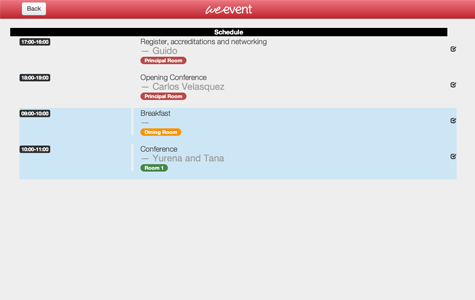 Back
weevent
Schedule
17:00-18:00
Register, accreditations and networking
— Guido
Principal Room
18:00-19:00
Opening Conference
— Carlos Velasquez
Principal Room
09:00-10:00
Breakfast
—
Dining Room
10:00-11:00
Conference
— Yurena and Tana
Room 1